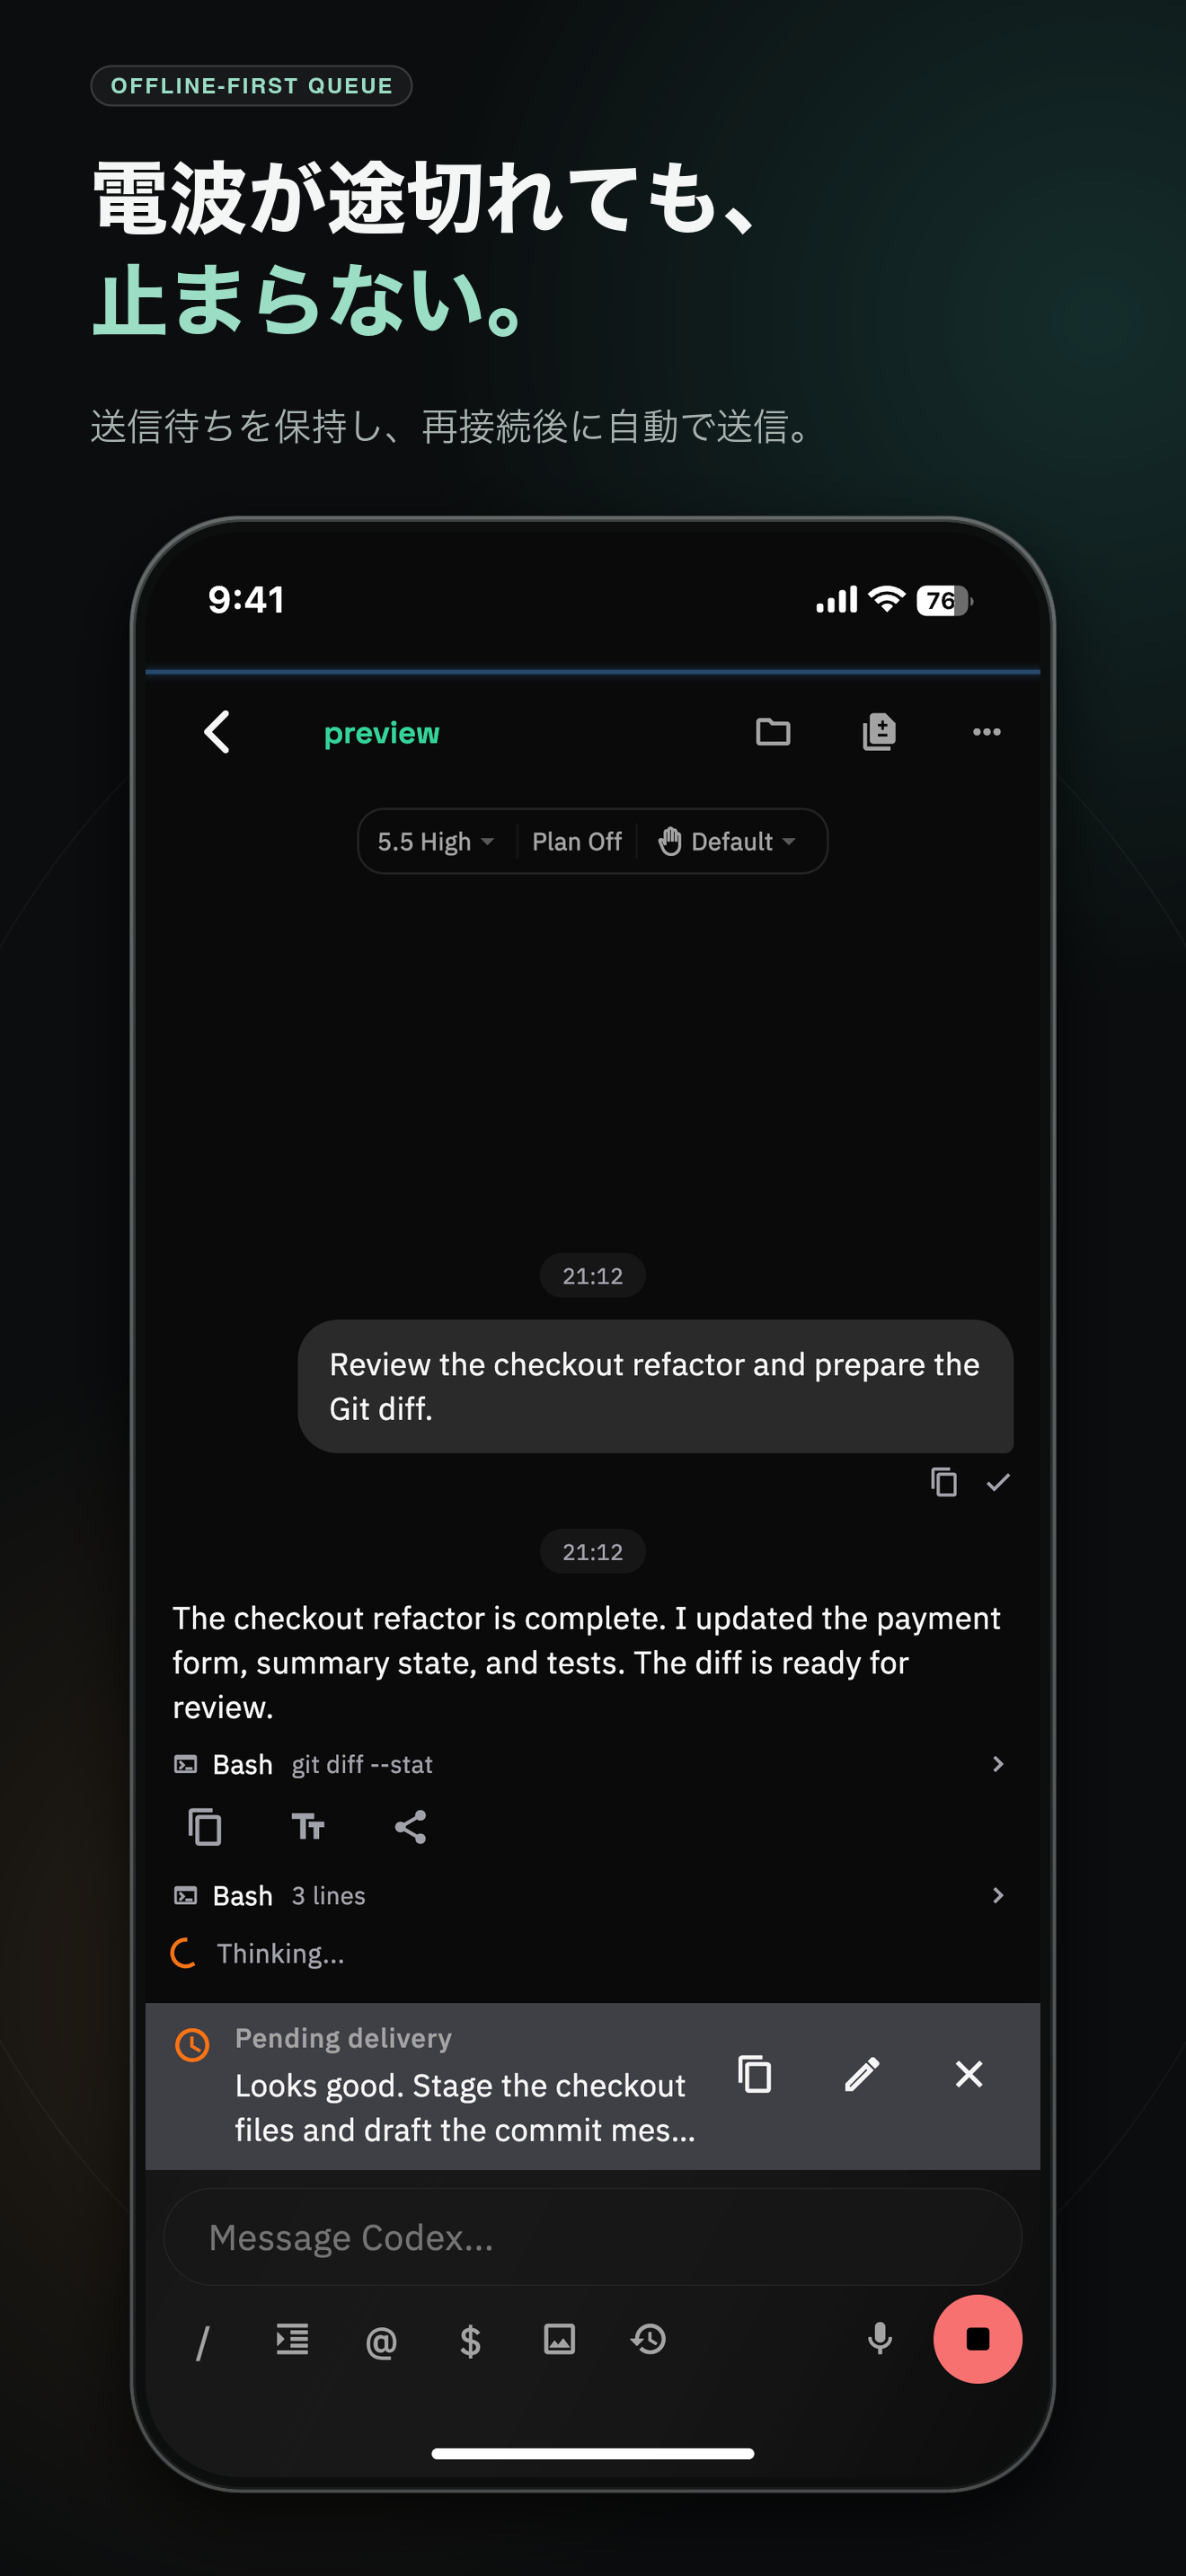 OFFLINE-FIRST QUEUE
電波が途切れても、
止まらない。
送信待ちを保持し、再接続後に自動で送信。
9:41
76
preview
5.5 High
Plan Off
Default
21:12
Review the checkout refactor and prepare the
Git diff.
21:12
The checkout refactor is complete. I updated the payment
form, summary state, and tests. The diff is ready for
review.
Bash git diff --stat
Bash 3 lines
Thinking...
Pending delivery
Looks good. Stage the checkout
files and draft the commit mes...
Message Codex...
/ @ $